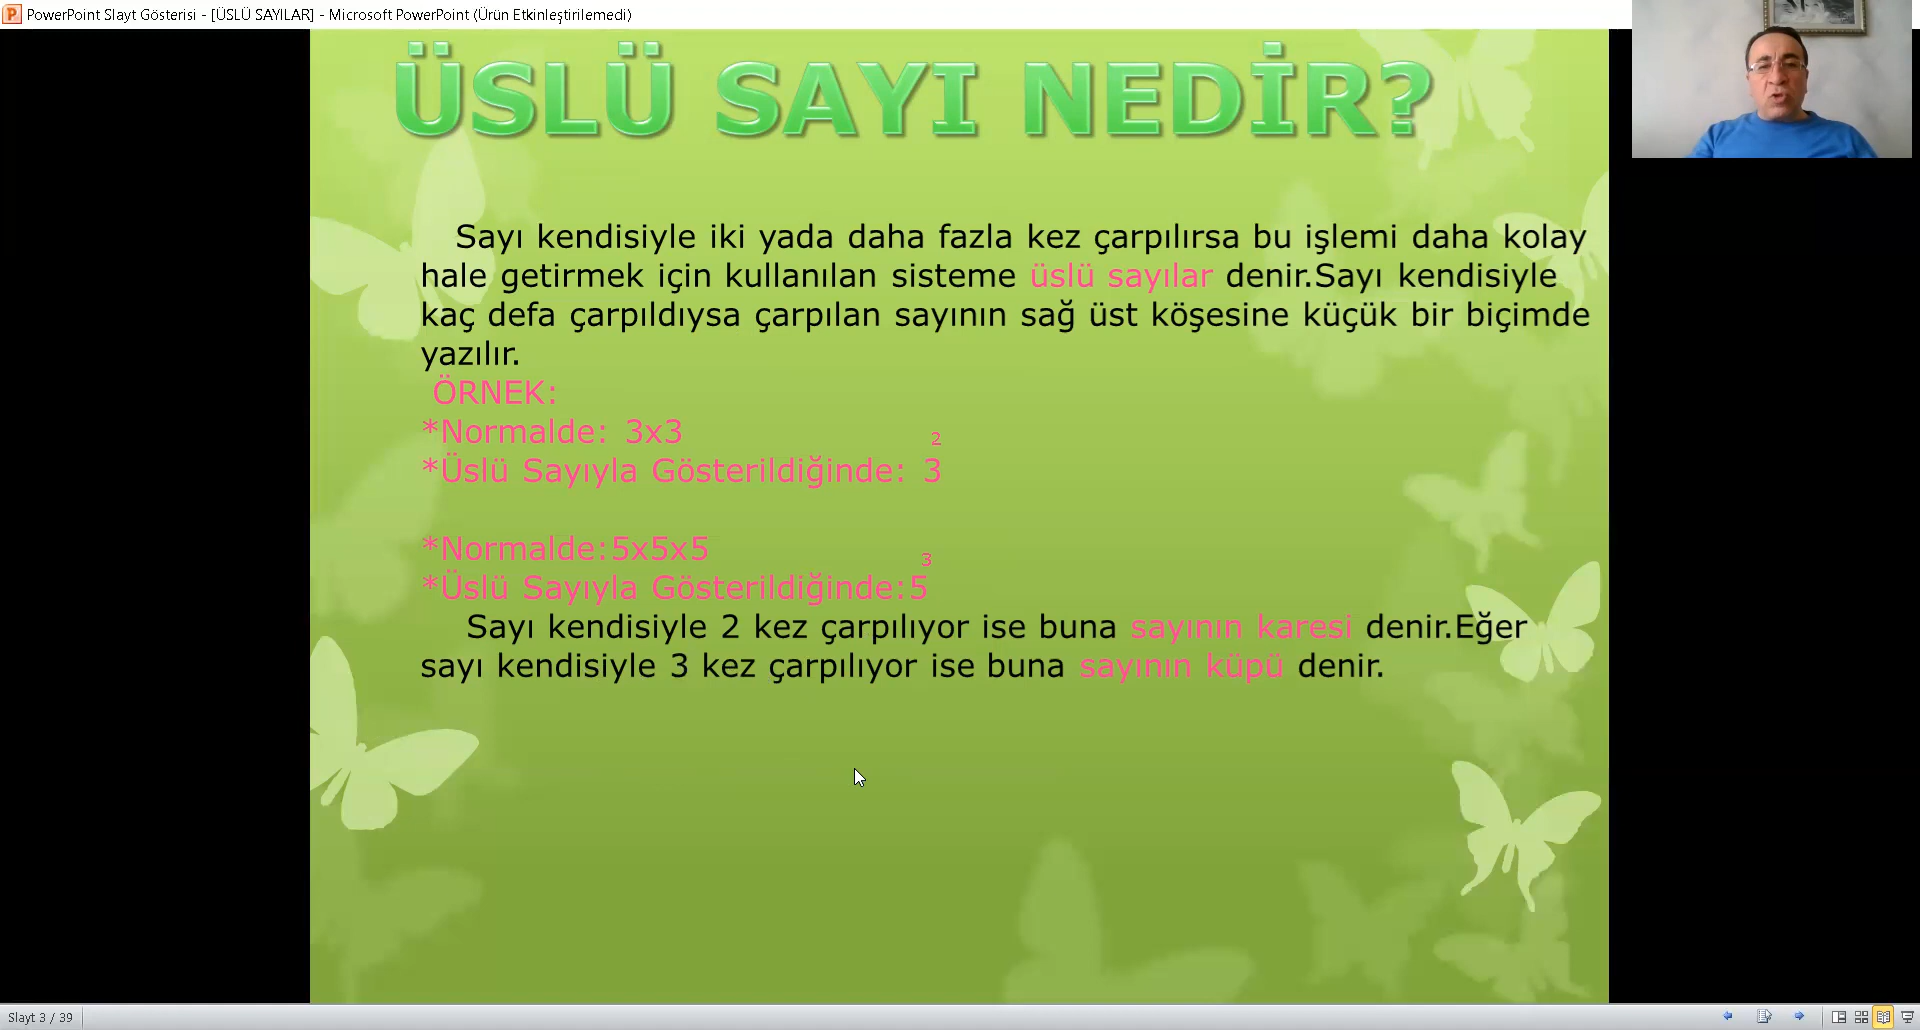 PowerPoint Slayt Gösterisi - [ÜSLÜ SAYILAR] - Microsoft PowerPoint (Ürün Etkinleştirilemedi)
ÜSLÜ SAYI NEDİR?
Sayı kendisiyle iki yada daha fazla kez çarpılırsa bu işlemi daha kolay
hale getirmek için kullanılan sisteme üslü sayılar denir.Sayı kendisiyle
kaç defa çarpıldıysa çarpılan sayının sağ üst köşesine küçük bir biçimde
yazılır.
ÖRNEK:
*Normalde: 3x3
*Üslü Sayıyla Gösterildiğinde: 3²
*Normalde:5x5x5
*Üslü Sayıyla Gösterildiğinde:5³
Sayı kendisiyle 2 kez çarpılıyor ise buna sayının karesi denir.Eğer
sayı kendisiyle 3 kez çarpılıyor ise buna sayının küpü denir.
Slayt 3 / 39